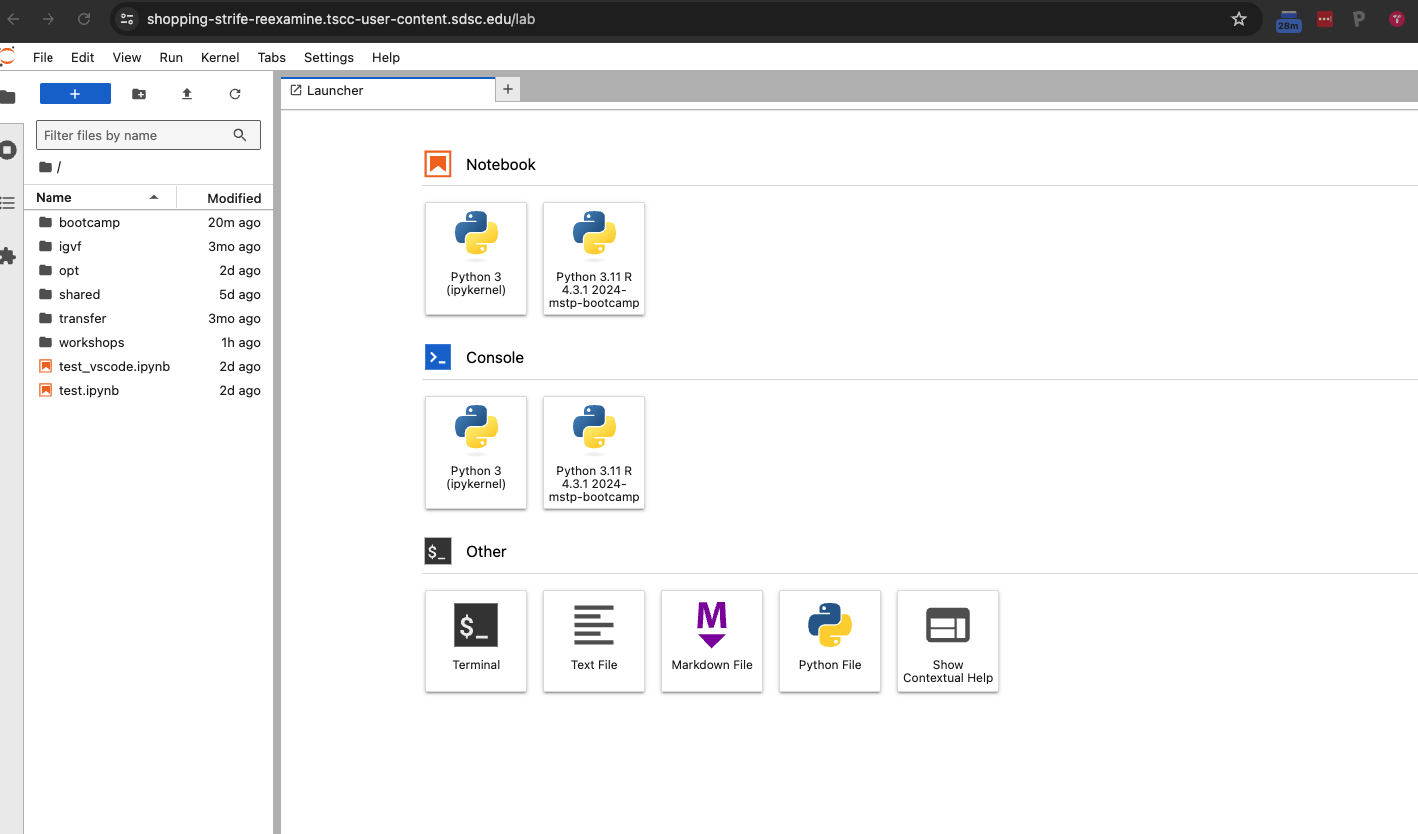 shopping-strife-reexamine.tscc-user-content.sdsc.edu/lab
28m
File Edit View Run Kernel Tabs Settings Help
+
Launcher
+
Filter files by name
/
Name Modified
bootcamp 20m ago
igvf 3mo ago
opt 2d ago
shared 5d ago
transfer 3mo ago
workshops 1h ago
test_vscode.ipynb 2d ago
test.ipynb 2d ago
Notebook
Python 3
(ipykernel)
Python 3.11 R
4.3.1 2024-
mstp-bootcamp
Console
Python 3
(ipykernel)
Python 3.11 R
4.3.1 2024-
mstp-bootcamp
$_ Other
$_
Terminal
Text File
M
Markdown File
Python File
Show
Contextual Help